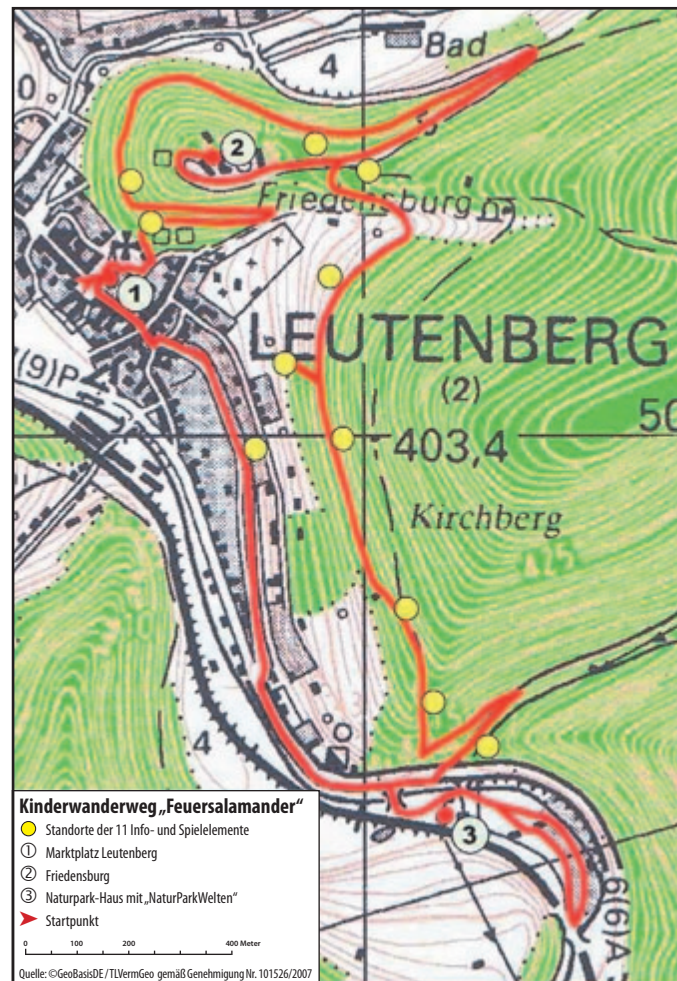 Bad
4
0
2
Friedensburg
1
LEUTENBERG
(9)P
(2)
50
403,4
Kirchberg
425
4
3
6(6)A
Kinderwanderweg „Feuersalamander“
Standorte der 11 Info- und Spielelemente
① Marktplatz Leutenberg
② Friedensburg
③ Naturpark-Haus mit „NaturParkWelten“
Startpunkt
0 100 200 400 Meter
Quelle: ©GeoBasisDE / TLVermGeo gemäß Genehmigung Nr. 101526/2007